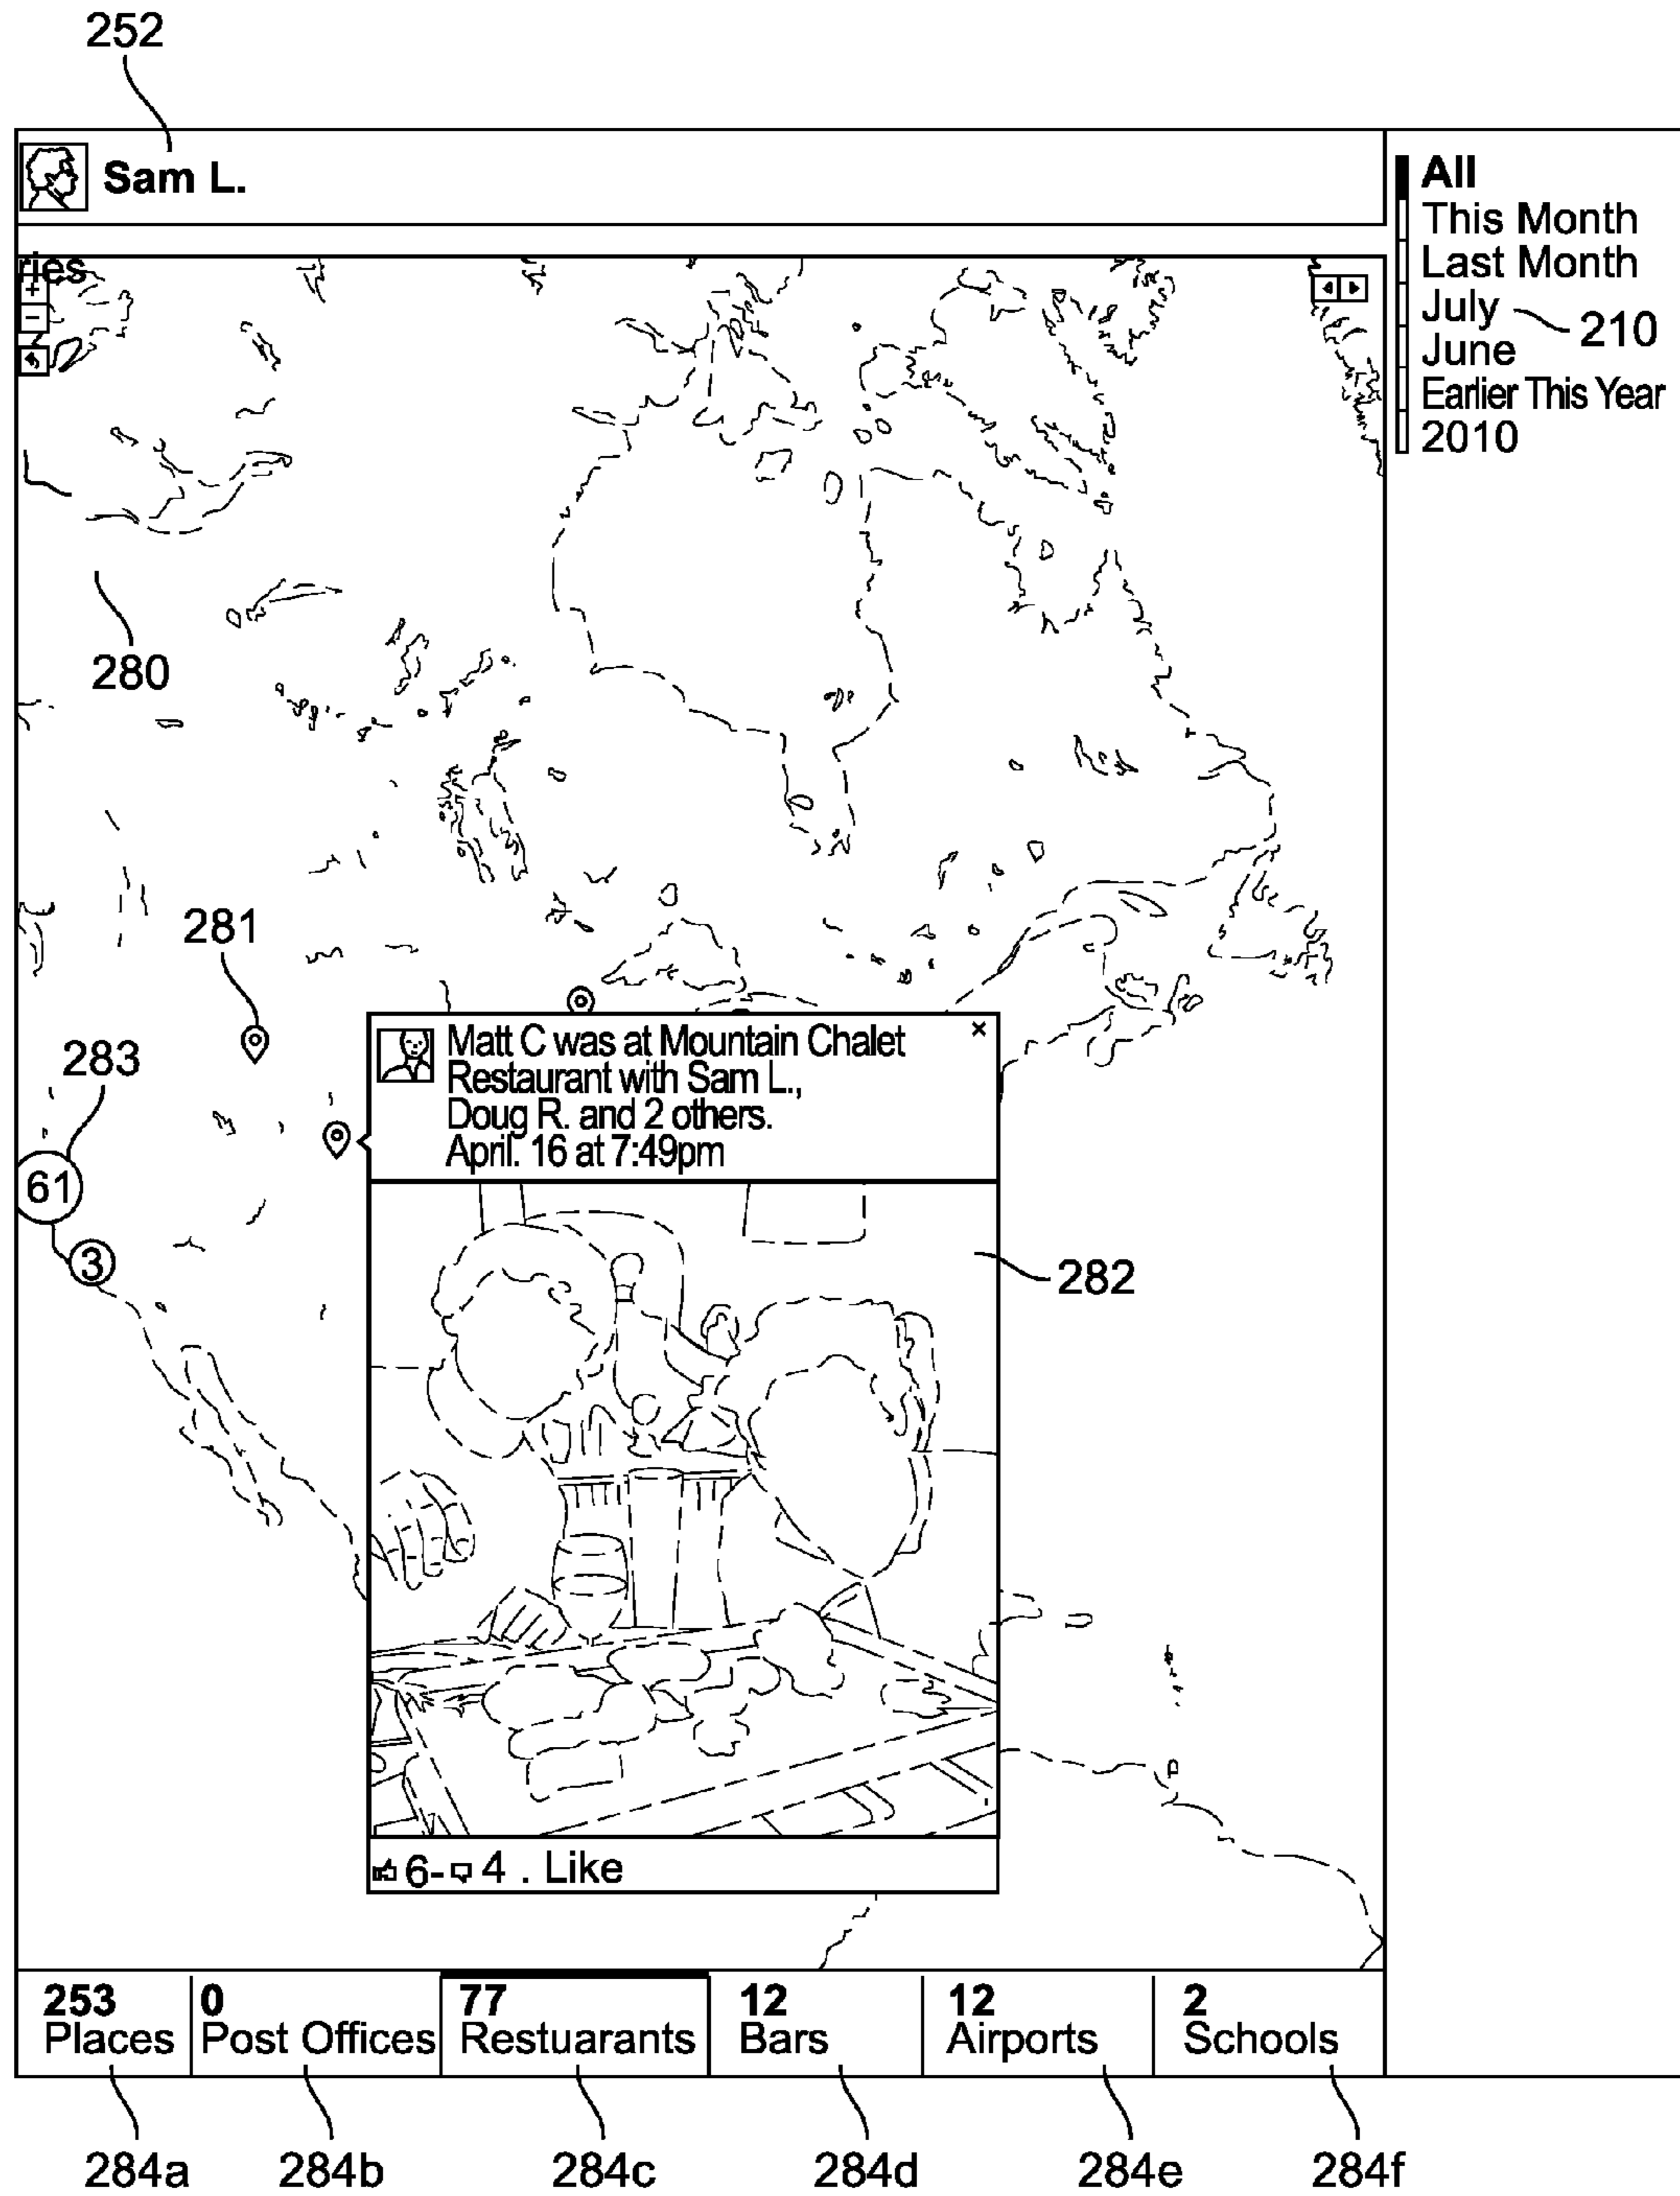 252
Sam L.
All
This Month
Last Month
July
210
June
Earlier This Year
2010
ries
+
−
280
281
283
61
3
Matt C was at Mountain Chalet
Restaurant with Sam L.,
Doug R. and 2 others.
April. 16 at 7:49pm
×
282
6- 4 . Like
253
Places
0
Post Offices
77
Restuarants
12
Bars
12
Airports
2
Schools
284a
284b
284c
284d
284e
284f